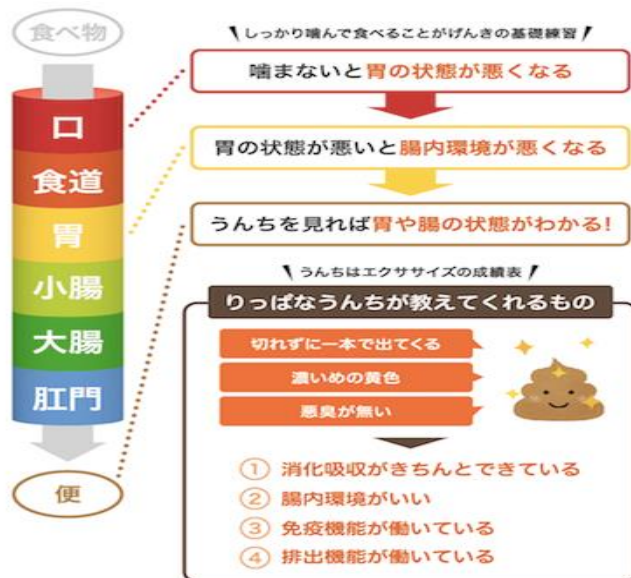 食べ物
口
食道
胃
小腸
大腸
肛門
便
しっかり噛んで食べることがげんきの基礎練習
噛まないと胃の状態が悪くなる
胃の状態が悪いと腸内環境が悪くなる
うんちを見れば胃や腸の状態がわかる!
うんちはエクササイズの成績表
りっぱなうんちが教えてくれるもの
切れずに一本で出てくる
濃いめの黄色
悪臭が無い
① 消化吸収がきちんとできている
② 腸内環境がいい
③ 免疫機能が働いている
④ 排出機能が働いている